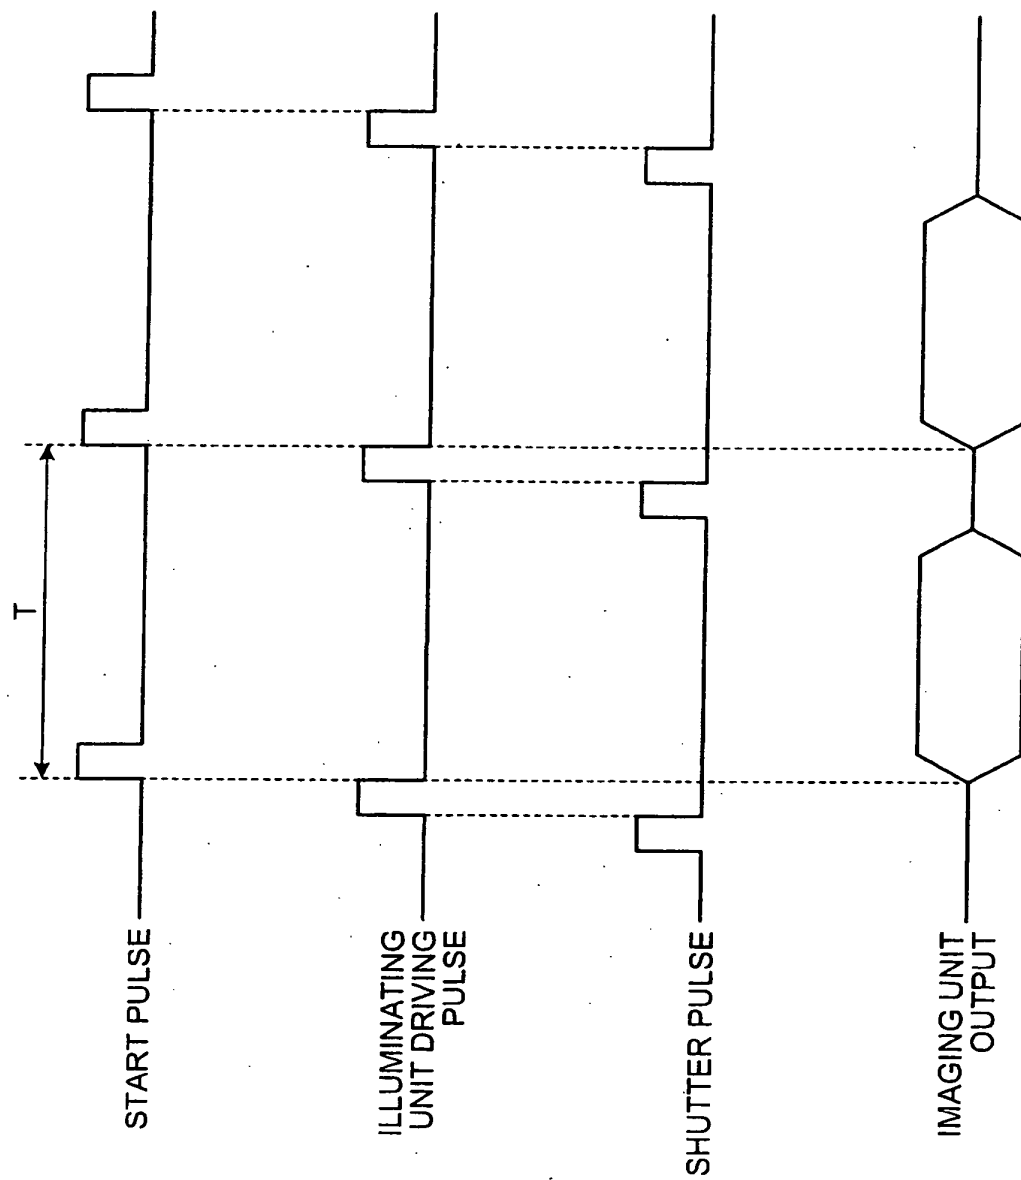 T
START PULSE
ILLUMINATING
UNIT DRIVING
PULSE
SHUTTER PULSE
IMAGING UNIT
OUTPUT